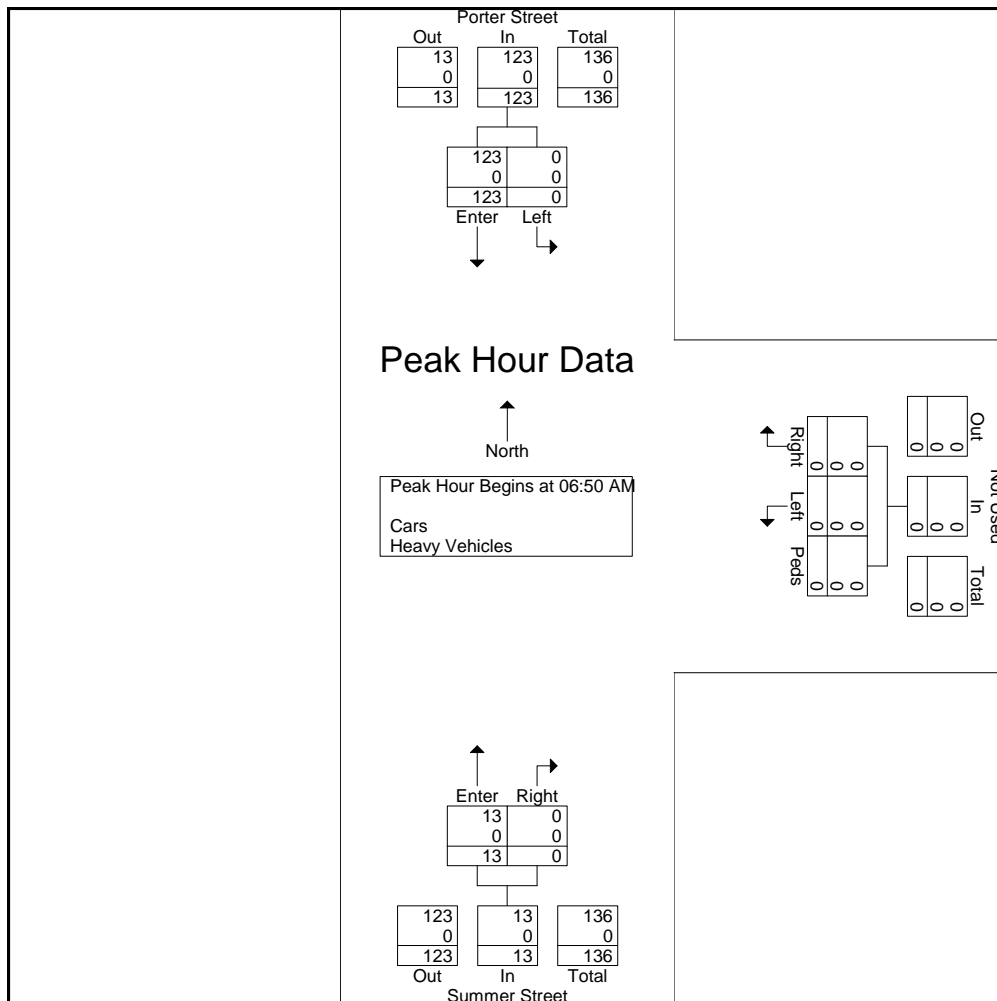 Porter Street
Out In Total
13 123 136
0 0 0
13 123 136
123 0
0 0
123 0
Enter Left
Peak Hour Data
North
Peak Hour Begins at 06:50 AM
Cars
Heavy Vehicles
Right Left Peds
0 0 0
0 0 0
0 0 0
Out In Total
0 0 0
0 0 0
0 0 0
Not Used
Enter Right
13 0
0 0
13 0
123 13 136
0 0 0
123 13 136
Out In Total
Summer Street